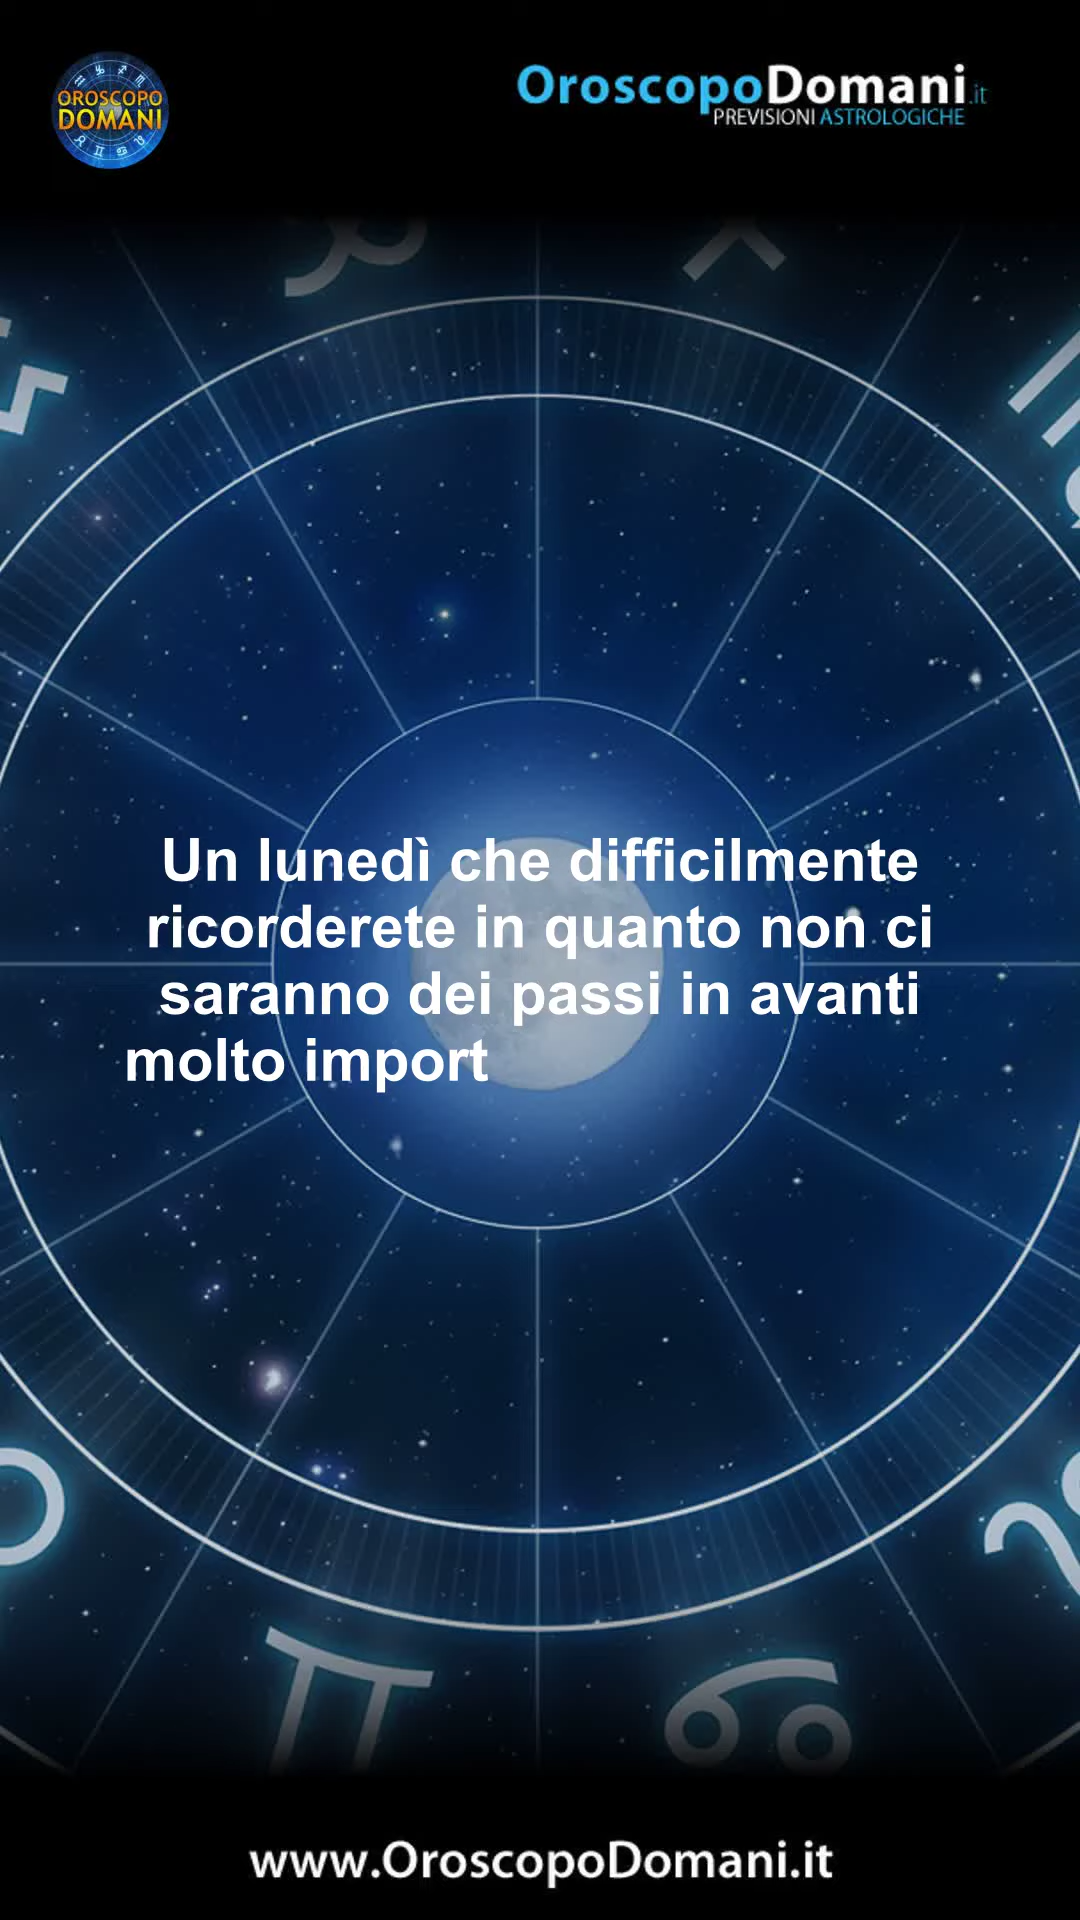 OROSCOPO
DOMANI
OroscopoDomani.it
PREVISIONI ASTROLOGICHE
Un lunedì che difficilmente
ricorderete in quanto non ci
saranno dei passi in avanti
molto import
www.OroscopoDomani.it